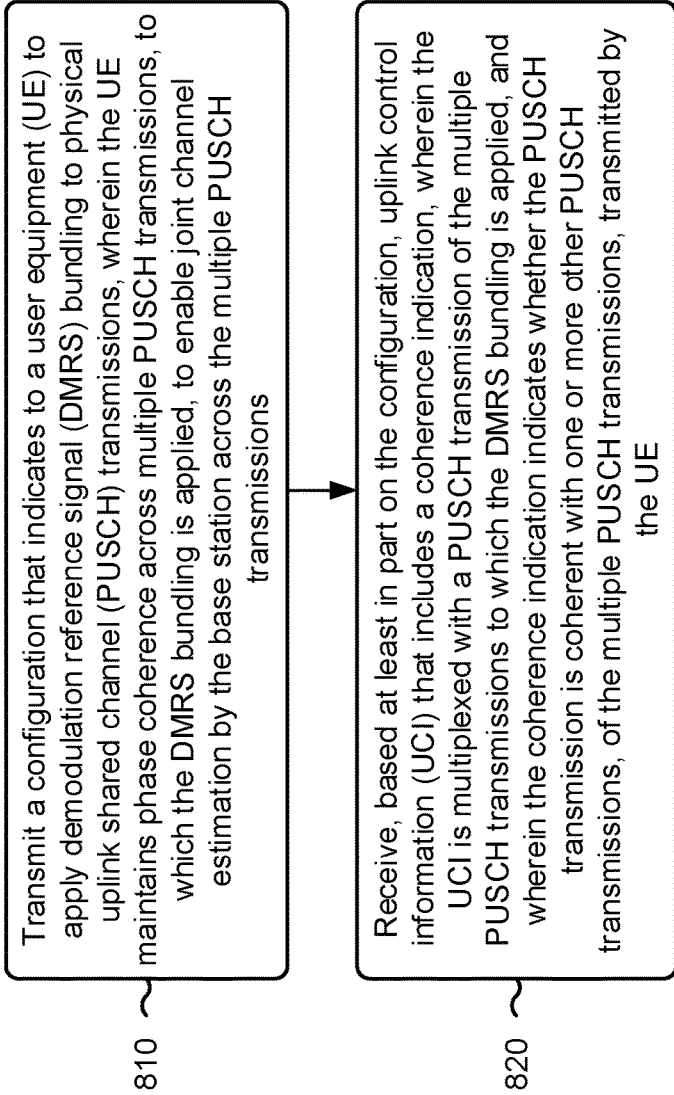 810
Transmit a configuration that indicates to a user equipment (UE) to
apply demodulation reference signal (DMRS) bundling to physical
uplink shared channel (PUSCH) transmissions, wherein the UE
maintains phase coherence across multiple PUSCH transmissions, to
which the DMRS bundling is applied, to enable joint channel
estimation by the base station across the multiple PUSCH
transmissions
820
Receive, based at least in part on the configuration, uplink control
information (UCI) that includes a coherence indication, wherein the
UCI is multiplexed with a PUSCH transmission of the multiple
PUSCH transmissions to which the DMRS bundling is applied, and
wherein the coherence indication indicates whether the PUSCH
transmission is coherent with one or more other PUSCH
transmissions, of the multiple PUSCH transmissions, transmitted by
the UE